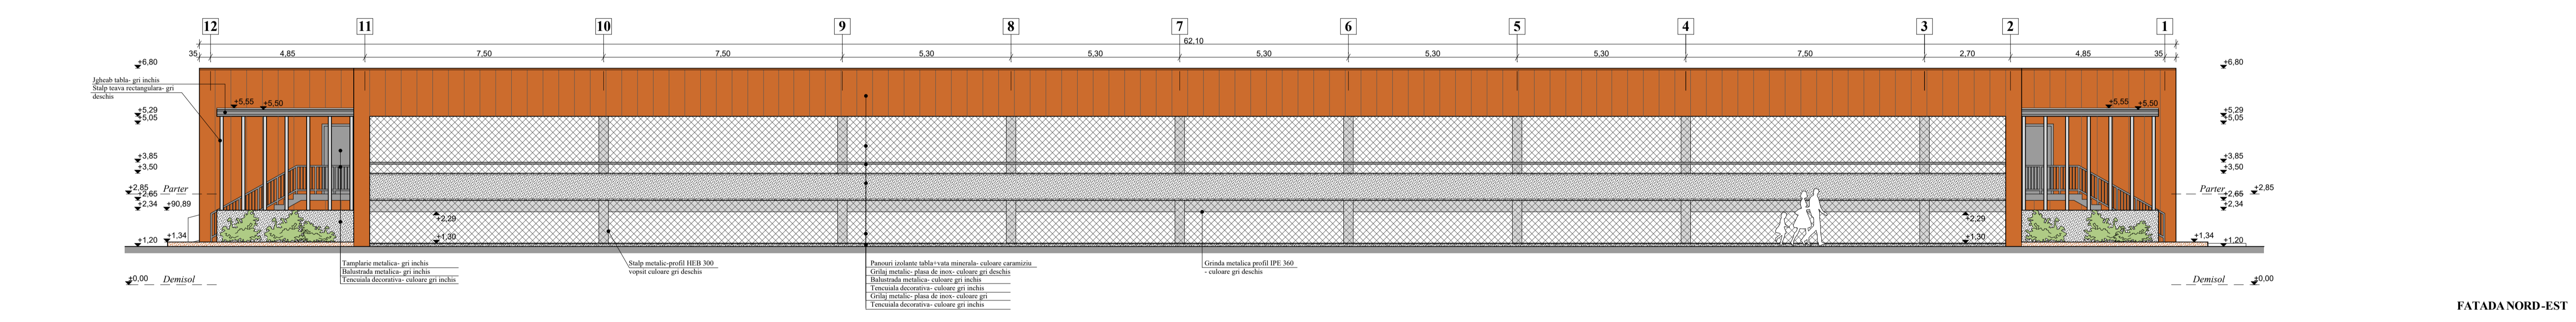 12 11 10 9 8 7 6 5 4 3 2 1
62,10
35 4,85 7,50 7,50 5,30 5,30 5,30 5,30 5,30 7,50 2,70 4,85 35
+6,80 +6,80
Jgheab tabla- gri inchis
Stalp teava rectangulara- gri
deschis
+5,55 +5,50 +5,55 +5,50
+5,29 +5,29
+5,05 +5,05
+3,85 +3,85
+3,50 +3,50
+2,85 Parter Parter +2,85
+2,65 +2,65
+2,34 +90,89 +2,34
+2,29 +2,29
+1,34 +1,30 +1,30 +1,34
+1,20 +1,20
Tamplarie metalica- gri inchis
Balustrada metalica- gri inchis
Tencuiala decorativa- culoare gri inchis
Stalp metalic-profil HEB 300
vopsit culoare gri deschis
Panouri izolante tabla+vata minerala- culoare caramiziu
Grilaj metalic- plasa de inox- culoare gri deschis
Balustrada metalica- culoare gri inchis
Tencuiala decorativa- culoare gri inchis
Grilaj metalic- plasa de inox- culoare gri
Tencuiala decorativa- culoare gri inchis
Grinda metalica profil IPE 360
- culoare gri deschis
+0,00 Demisol Demisol +0,00
FATADA NORD-EST